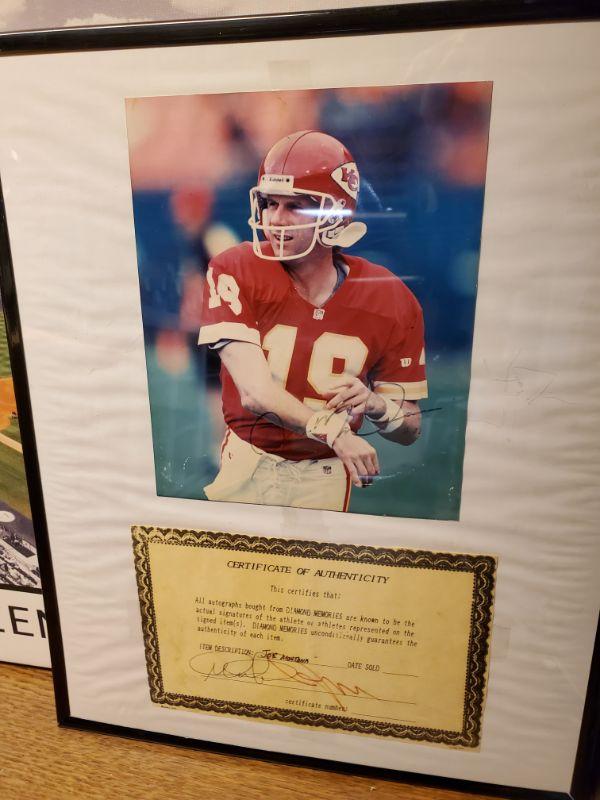 Riddell
KC
19
19
W
LEN
CERTIFICATE OF AUTHENTICITY
This certifies that:
All autographs bought from DIAMOND MEMORIES are known to be the
actual signatures of the athlete or athletes represented on the
signed item(s). DIAMOND MEMORIES unconditionally guarantees the
authenticity of each item.
ITEM DESCRIPTION: JOE MONTANA DATE SOLD
certificate number: